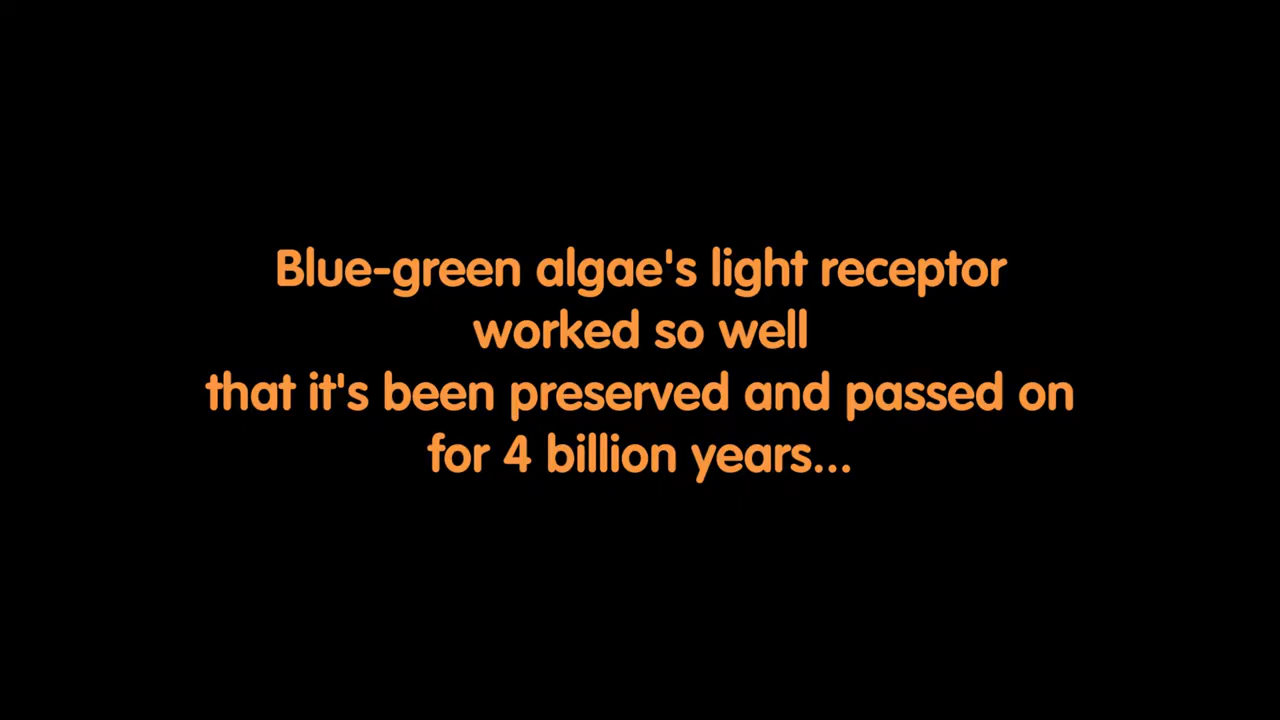 Blue-green algae's light receptor
worked so well
that it's been preserved and passed on
for 4 billion years...